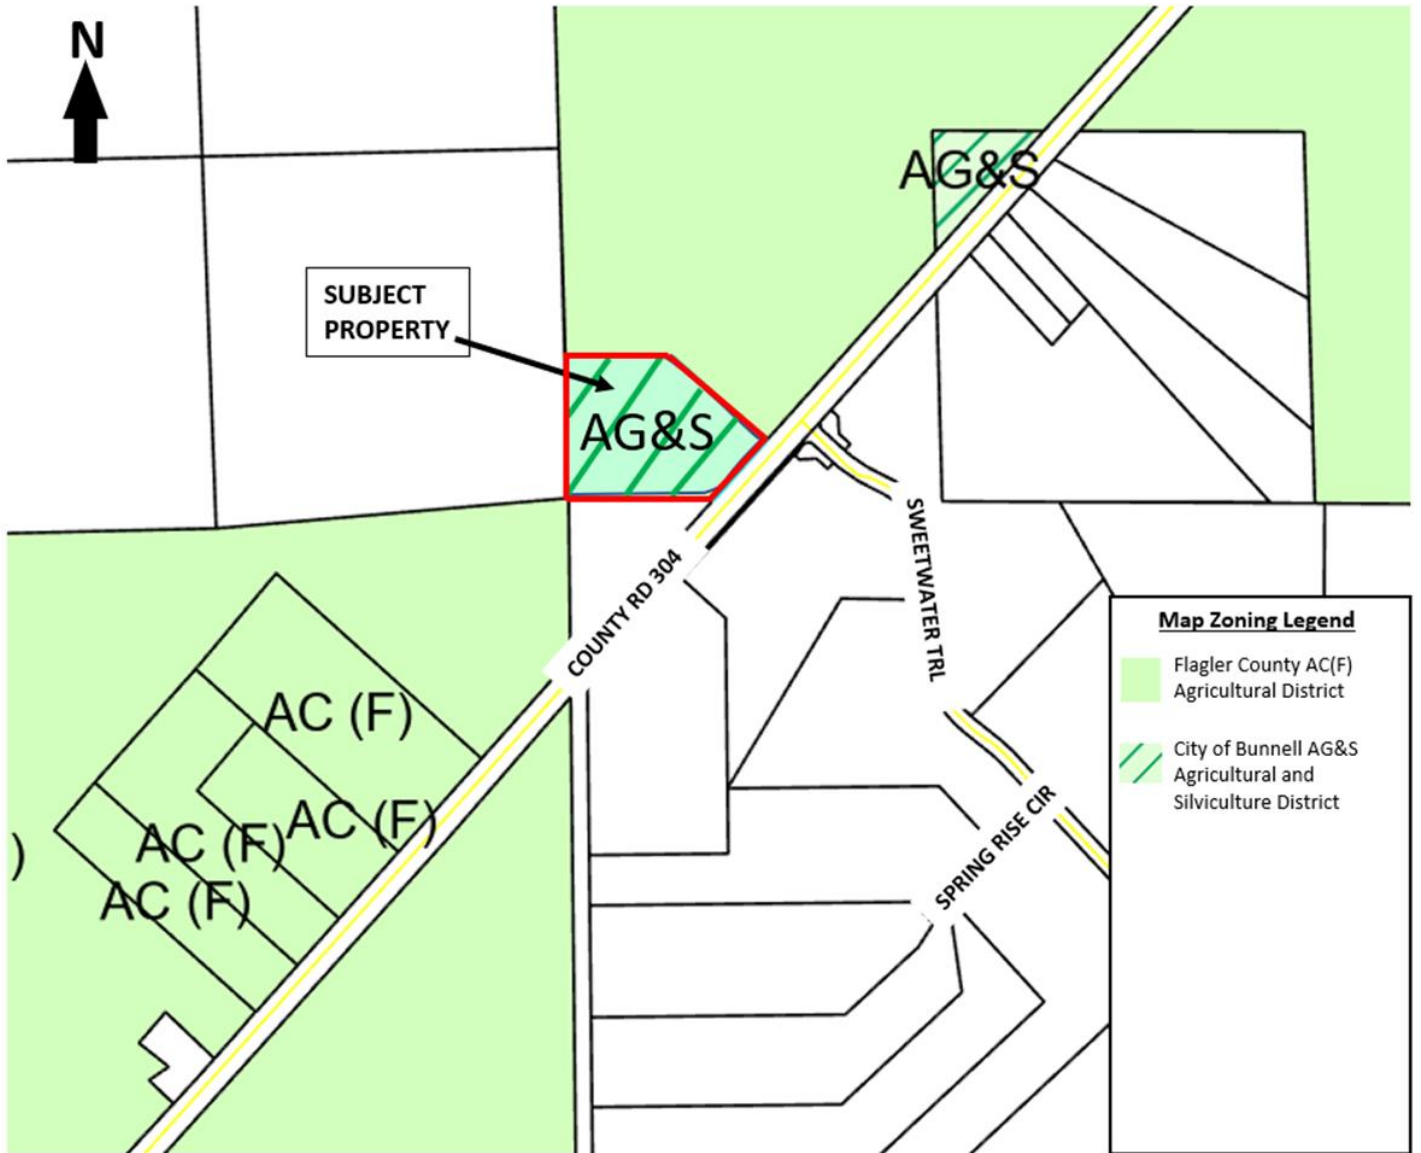 N
AG&S
SUBJECT
PROPERTY
AG&S
SWEETWATER TRL
COUNTY RD 304
Map Zoning Legend
Flagler County AC(F)
Agricultural District
City of Bunnell AG&S
Agricultural and
Silviculture District
AC (F)
AC (F)
AC (F)
AC (F)
)
SPRING RISE CIR